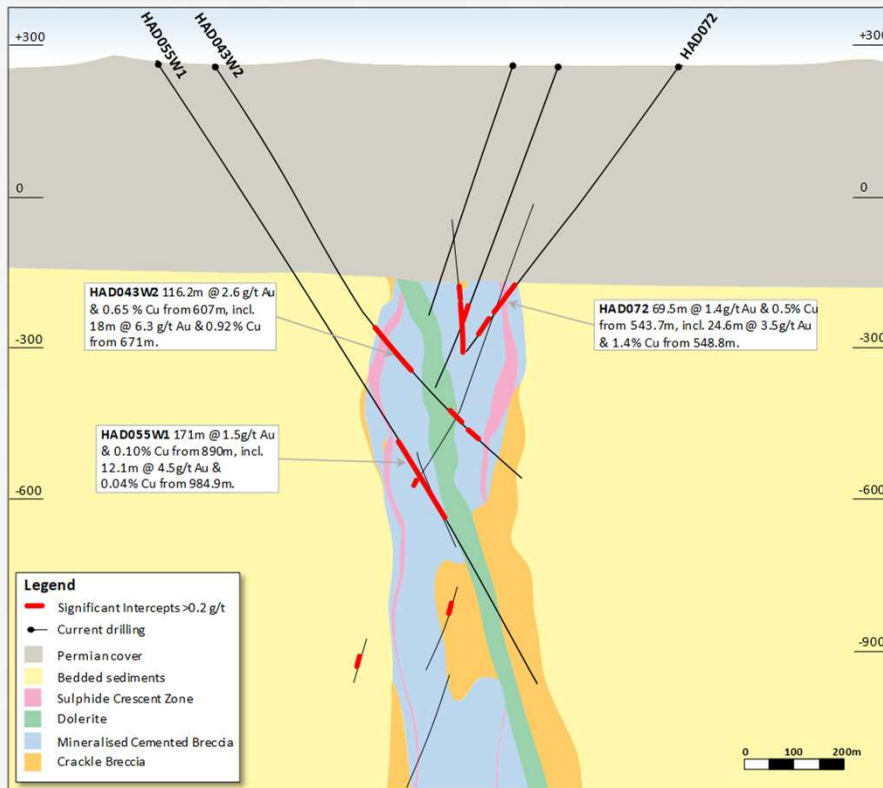 HAD055W1
HAD043W2
HAD072
+300
+300
0
0
HAD043W2 116.2m @ 2.6 g/t Au
& 0.65 % Cu from 607m, incl.
18m @ 6.3 g/t Au & 0.92% Cu
from 671m.
HAD072 69.5m @ 1.4g/t Au & 0.5% Cu
from 543.7m, incl. 24.6m @ 3.5g/t Au
& 1.4% Cu from 548.8m.
-300
-300
HAD055W1 171m @ 1.5g/t Au
& 0.10% Cu from 890m, incl.
12.1m @ 4.5g/t Au &
0.04% Cu from 984.9m.
-600
-600
Legend
Significant Intercepts >0.2 g/t
Current drilling
Permian cover
Bedded sediments
Sulphide Crescent Zone
Dolerite
Mineralised Cemented Breccia
Crackle Breccia
-900
0 100 200m